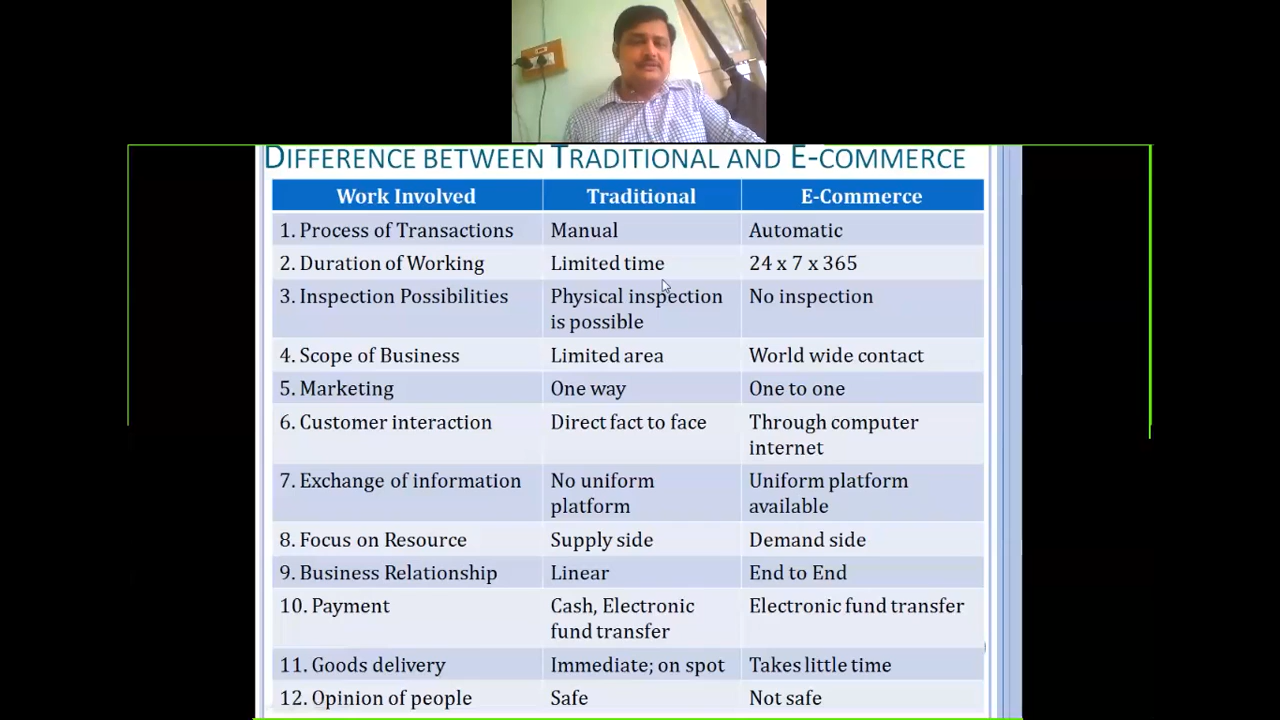 DIFFERENCE BETWEEN TRADITIONAL AND E-COMMERCE
Work Involved Traditional E-Commerce
1. Process of Transactions Manual Automatic
2. Duration of Working Limited time 24 x 7 x 365
3. Inspection Possibilities Physical inspection No inspection
is possible
4. Scope of Business Limited area World wide contact
5. Marketing One way One to one
6. Customer interaction Direct fact to face Through computer
internet
7. Exchange of information No uniform Uniform platform
platform available
8. Focus on Resource Supply side Demand side
9. Business Relationship Linear End to End
10. Payment Cash, Electronic Electronic fund transfer
fund transfer
11. Goods delivery Immediate; on spot Takes little time
12. Opinion of people Safe Not safe